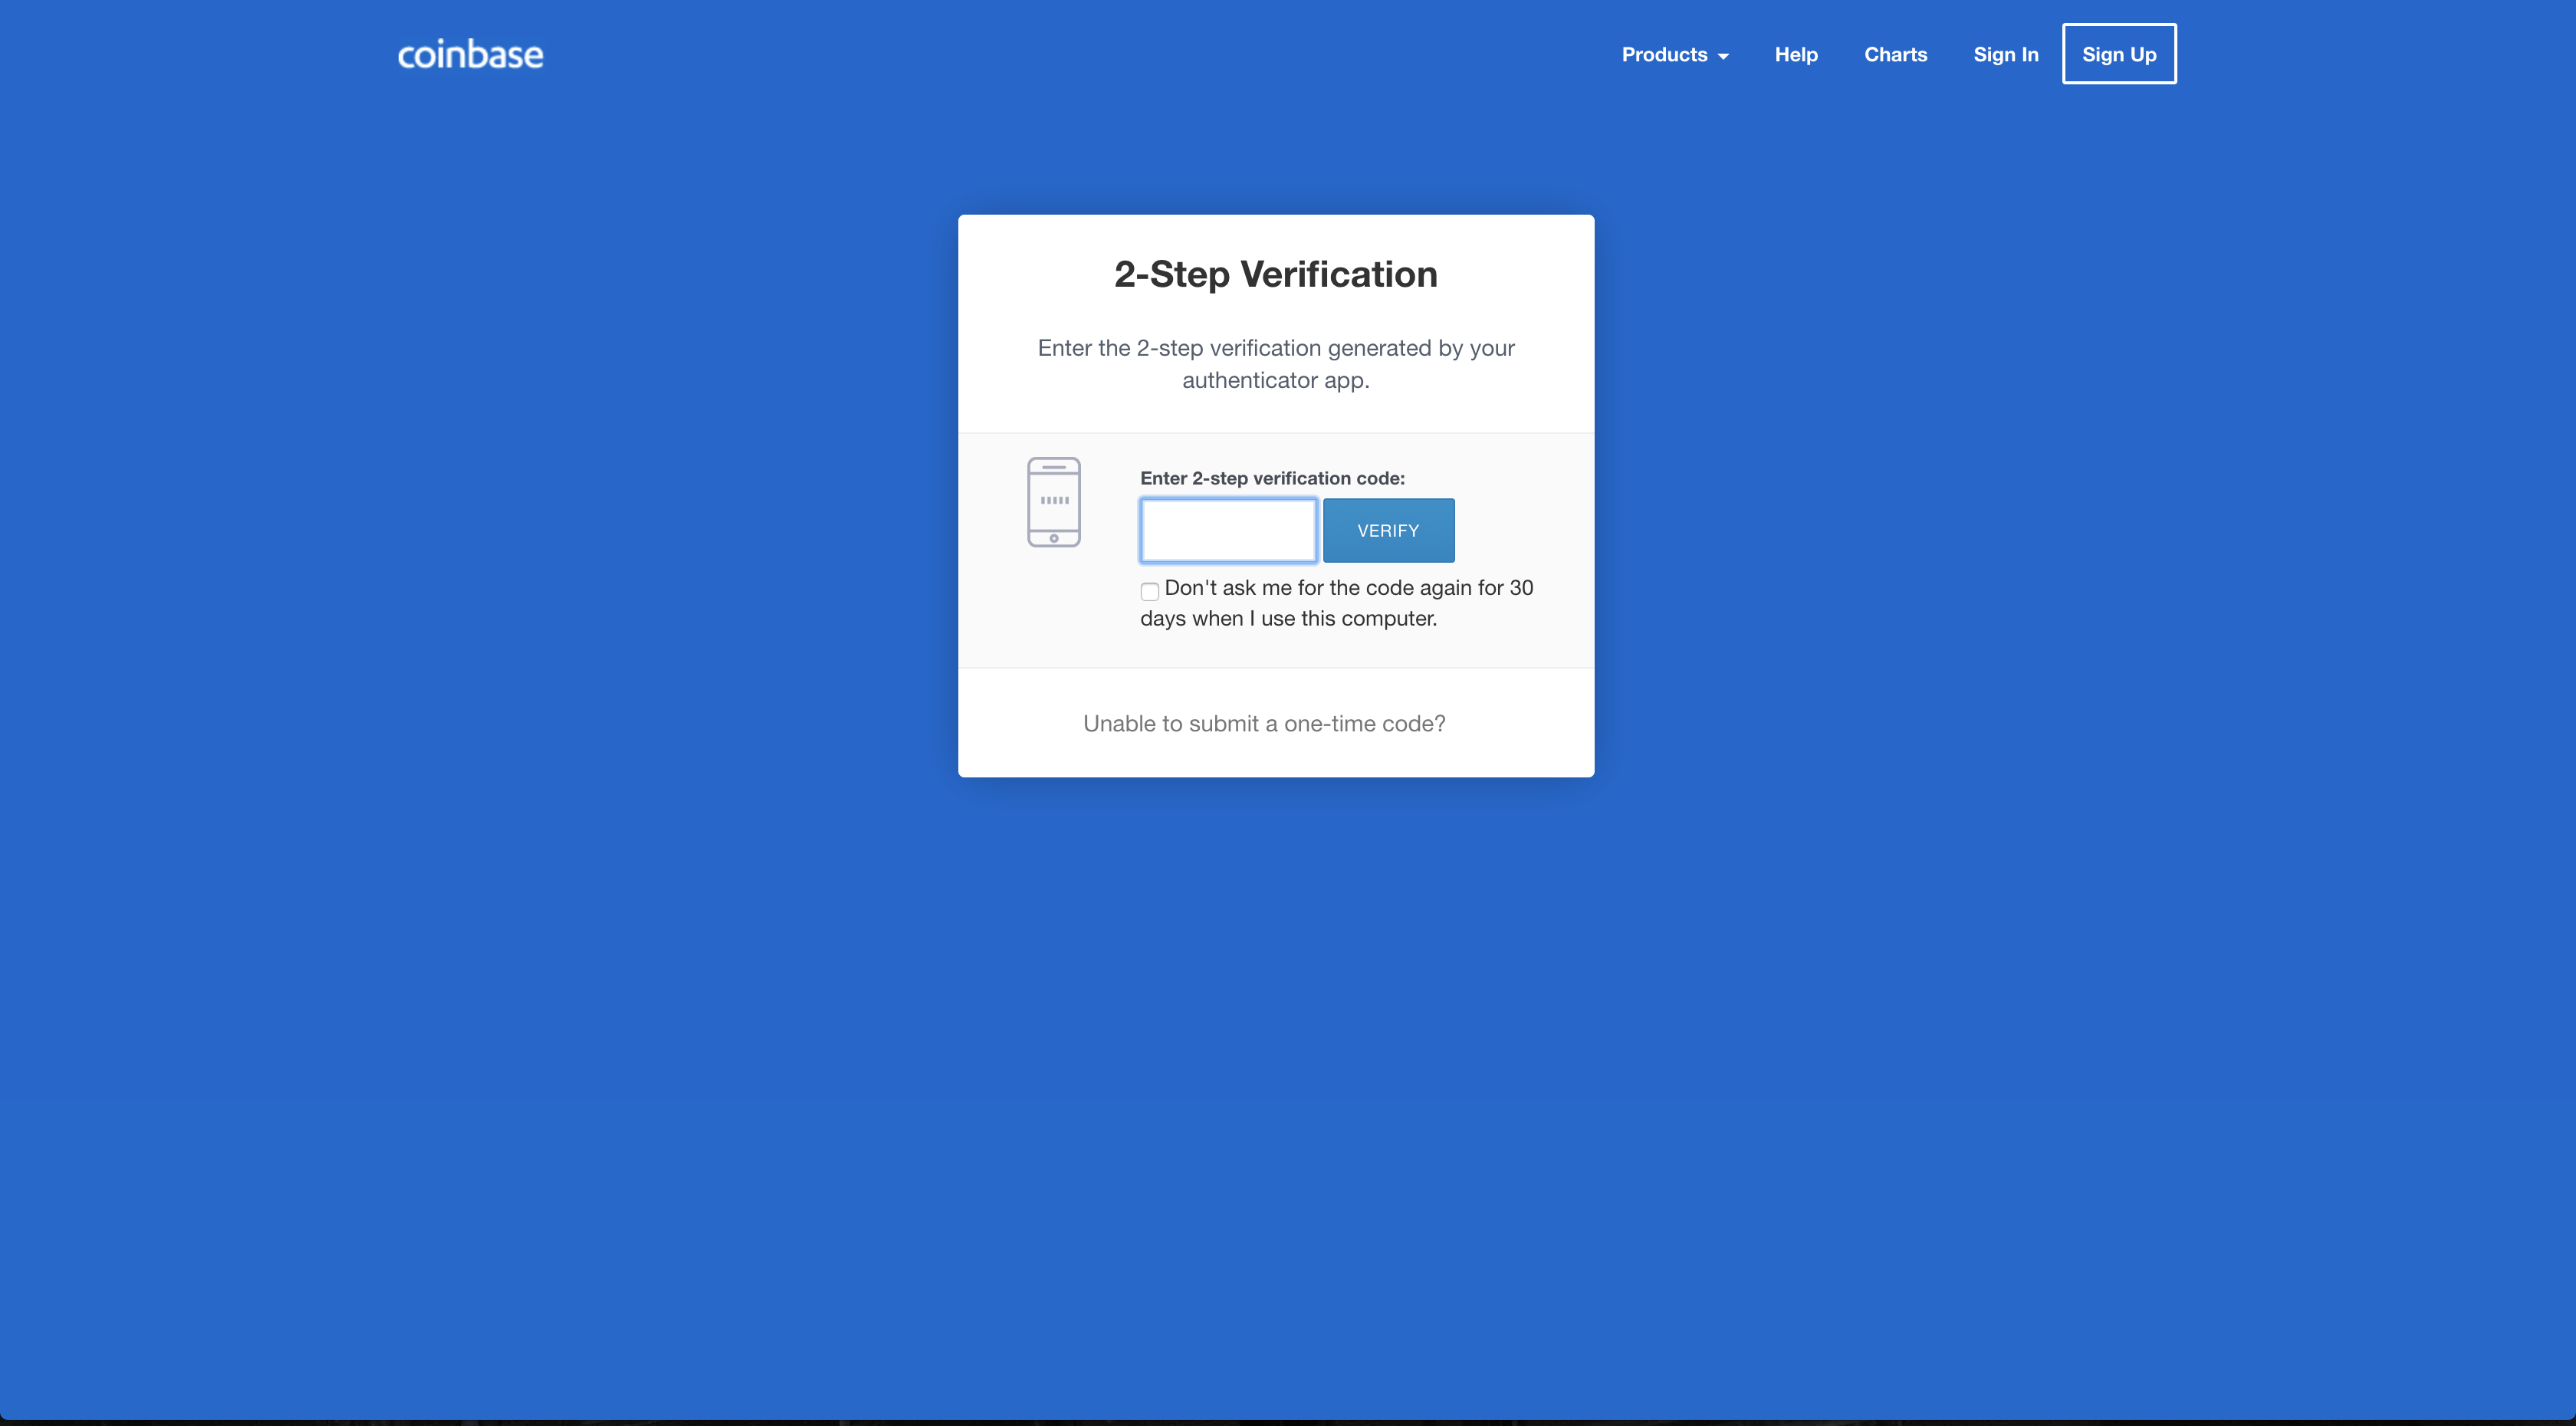 coinbase
Products
Help
Charts
Sign In
Sign Up
2-Step Verification
Enter the 2-step verification generated by your
authenticator app.
Enter 2-step verification code:
VERIFY
Don't ask me for the code again for 30
days when I use this computer.
Unable to submit a one-time code?